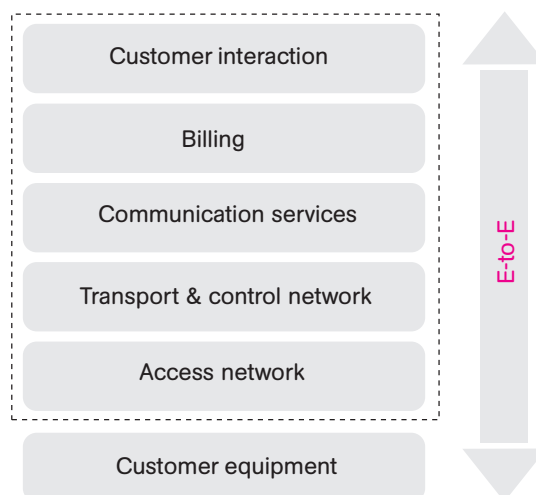 Customer interaction
Billing
Communication services
Transport & control network
Access network
Customer equipment
E-to-E